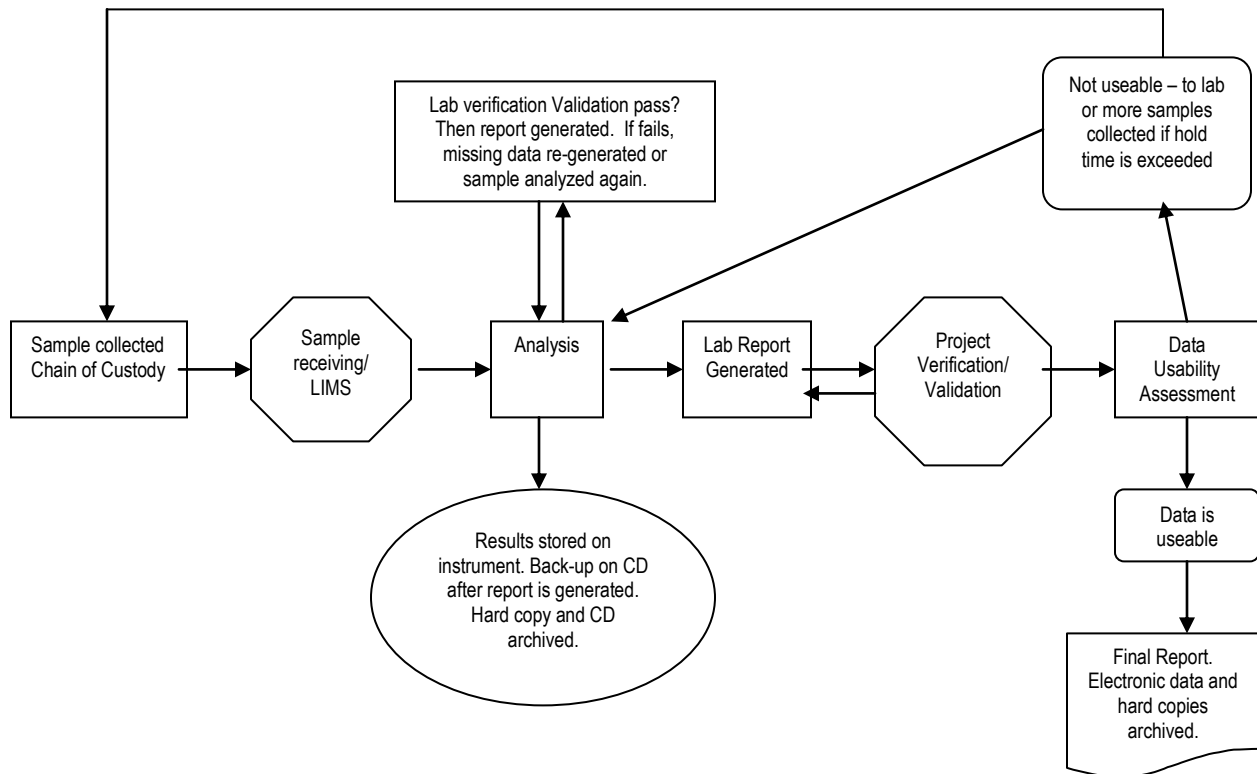 Not useable – to lab
or more samples
collected if hold
time is exceeded
Lab verification Validation pass?
Then report generated.  If fails,
missing data re-generated or
sample analyzed again.
Sample collected
Chain of Custody
Sample
receiving/
LIMS
Analysis
Lab Report
Generated
Project
Verification/
Validation
Data
Usability
Assessment
Results stored on
instrument. Back-up on CD
after report is generated.
Hard copy and CD
archived.
Data is
useable
Final Report.
Electronic data and
hard copies
archived.